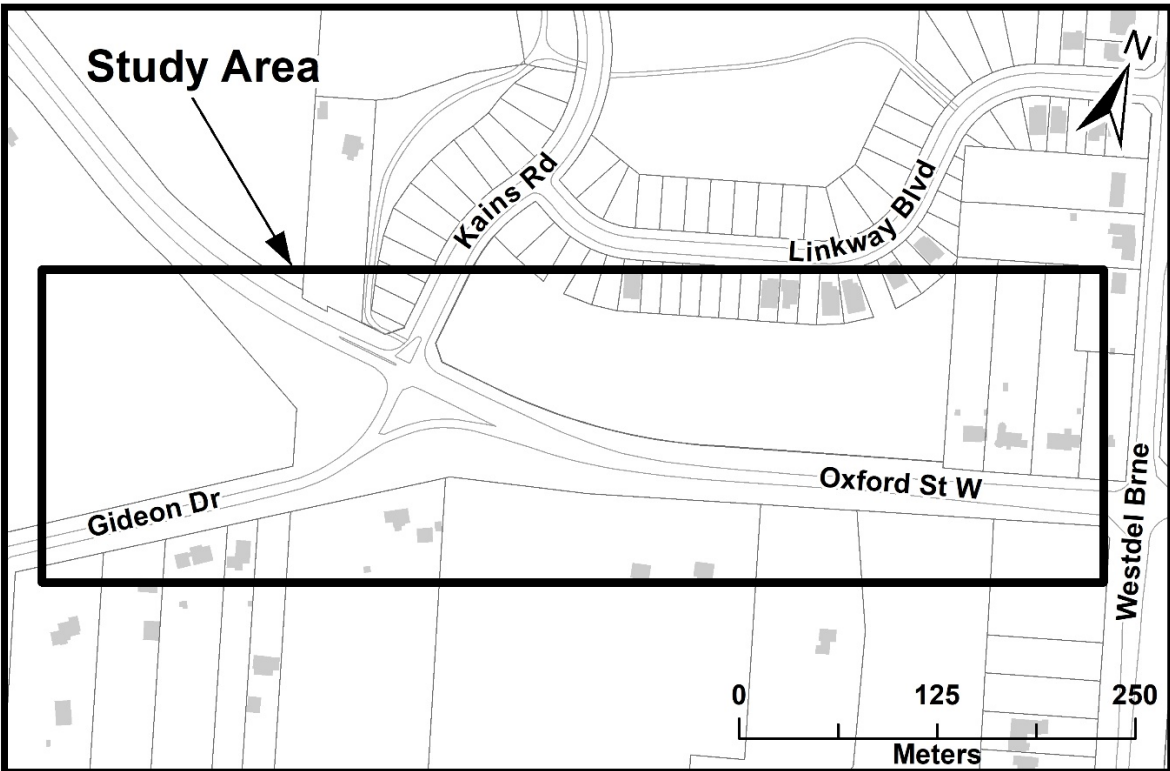 Study Area
N
Kains Rd
Linkway Blvd
Gideon Dr
Oxford St W
Westdel Brne
0 125 250
Meters